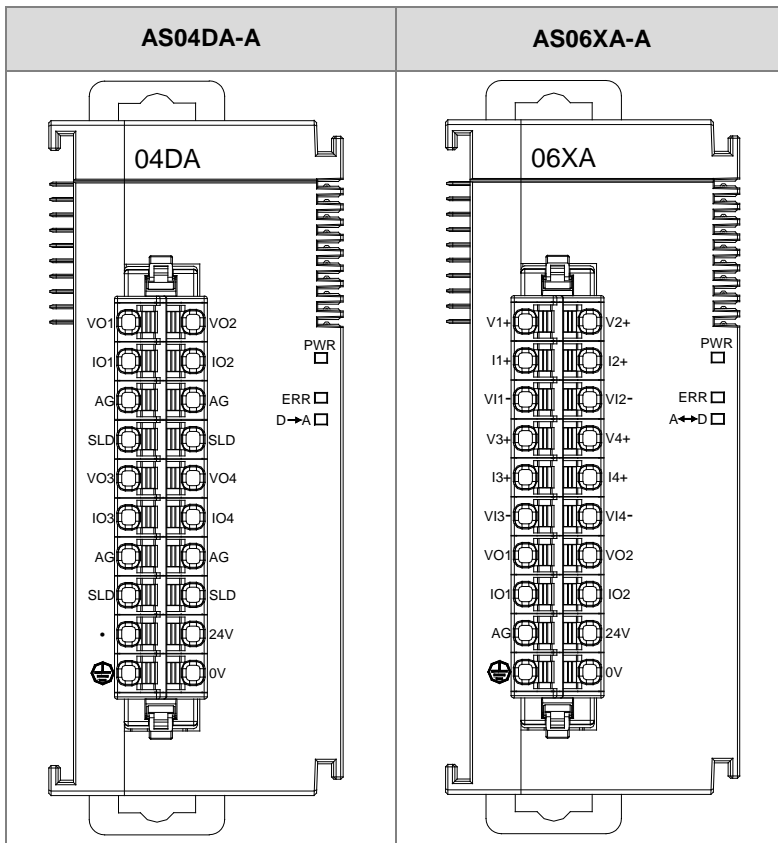 AS04DA-A
AS06XA-A
04DA
VO1 VO2
IO1 IO2
AG AG
SLD SLD
VO3 VO4
IO3 IO4
AG AG
SLD SLD
• 24V
0V
PWR
ERR
D→A
06XA
V1+ V2+
I1+ I2+
VI1- VI2-
V3+ V4+
I3+ I4+
VI3- VI4-
VO1 VO2
IO1 IO2
AG 24V
0V
PWR
ERR
A↔D